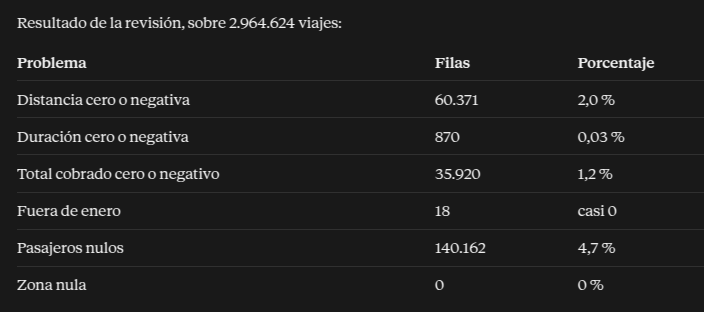 Resultado de la revisión, sobre 2.964.624 viajes:
Problema Filas Porcentaje
Distancia cero o negativa 60.371 2,0 %
Duración cero o negativa 870 0,03 %
Total cobrado cero o negativo 35.920 1,2 %
Fuera de enero 18 casi 0
Pasajeros nulos 140.162 4,7 %
Zona nula 0 0 %